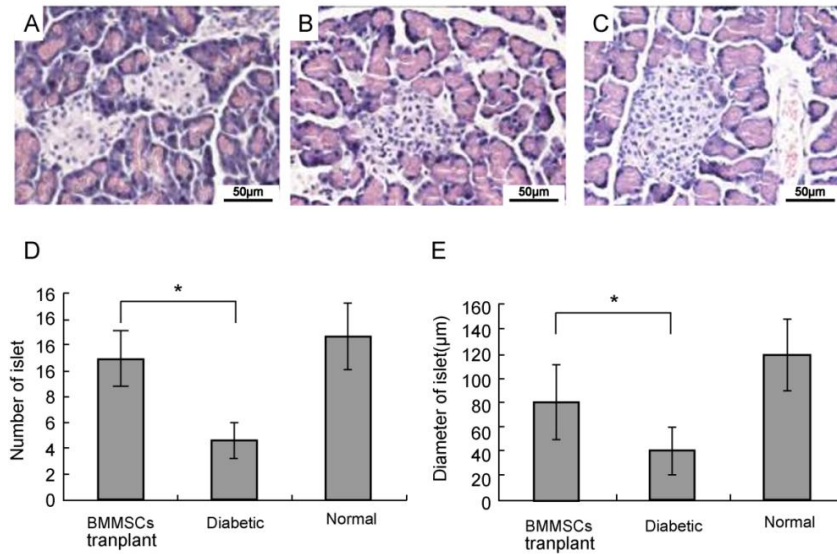 A
B
C
50µm
50µm
50µm
D
Number of islet
16
16
16
16
8
6
4
2
0
*
BMMSCs
tranplant
Diabetic
Normal
E
Diameter of islet(µm)
160
140
120
100
80
60
40
20
0
*
BMMSCs
tranplant
Diabetic
Normal